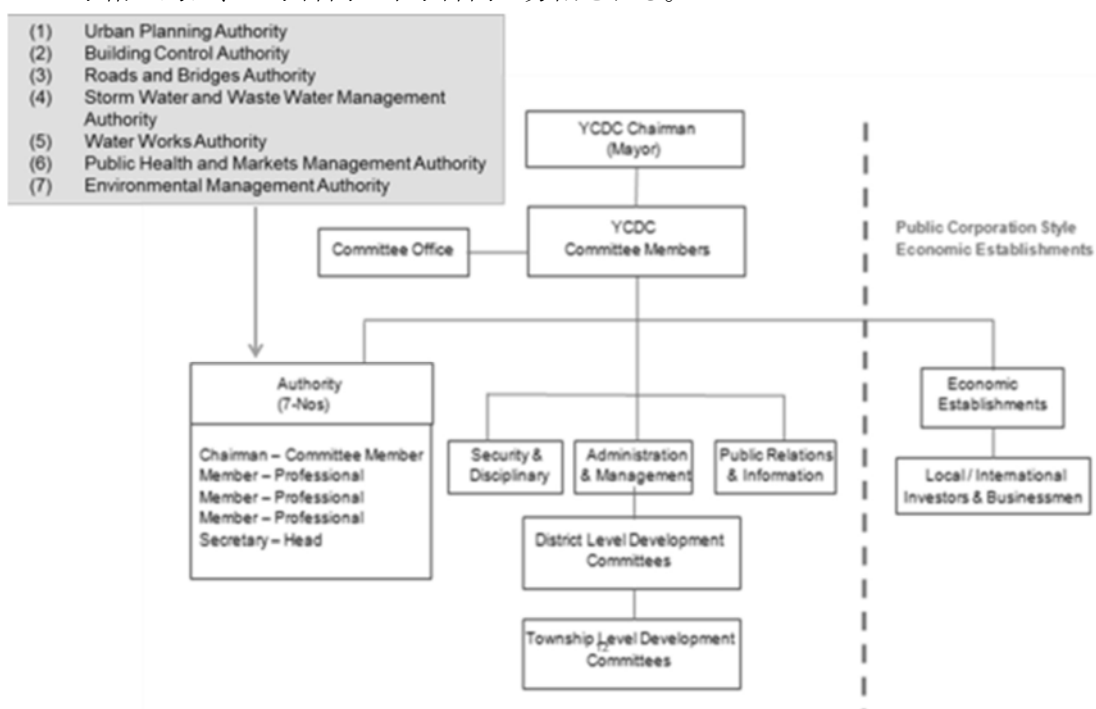 (1) Urban Planning Authority
(2) Building Control Authority
(3) Roads and Bridges Authority
(4) Storm Water and Waste Water Management
Authority
(5) Water Works Authority
(6) Public Health and Markets Management Authority
(7) Environmental Management Authority
YCDC Chairman
(Mayor)
YCDC
Committee Members
Committee Office
Public Corporation Style
Economic Establishments
Authority
(7-Nos)
Chairman – Committee Member
Member – Professional
Member – Professional
Member – Professional
Secretary – Head
Security &
Disciplinary
Administration
& Management
Public Relations
& Information
District Level Development
Committees
Township Level Development
Committees
12
Economic
Establishments
Local / International
Investors & Businessmen